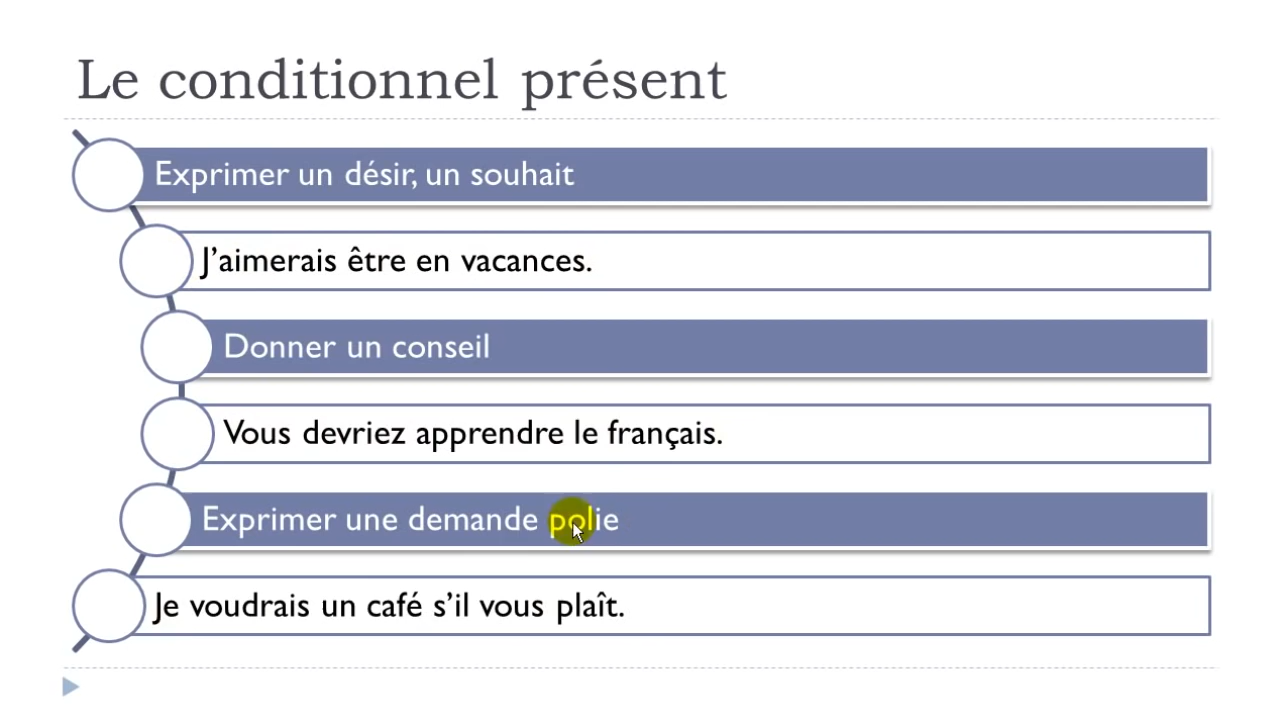 Le conditionnel présent
Exprimer un désir, un souhait
J’aimerais être en vacances.
Donner un conseil
Vous devriez apprendre le français.
Exprimer une demande polie
Je voudrais un café s’il vous plaît.